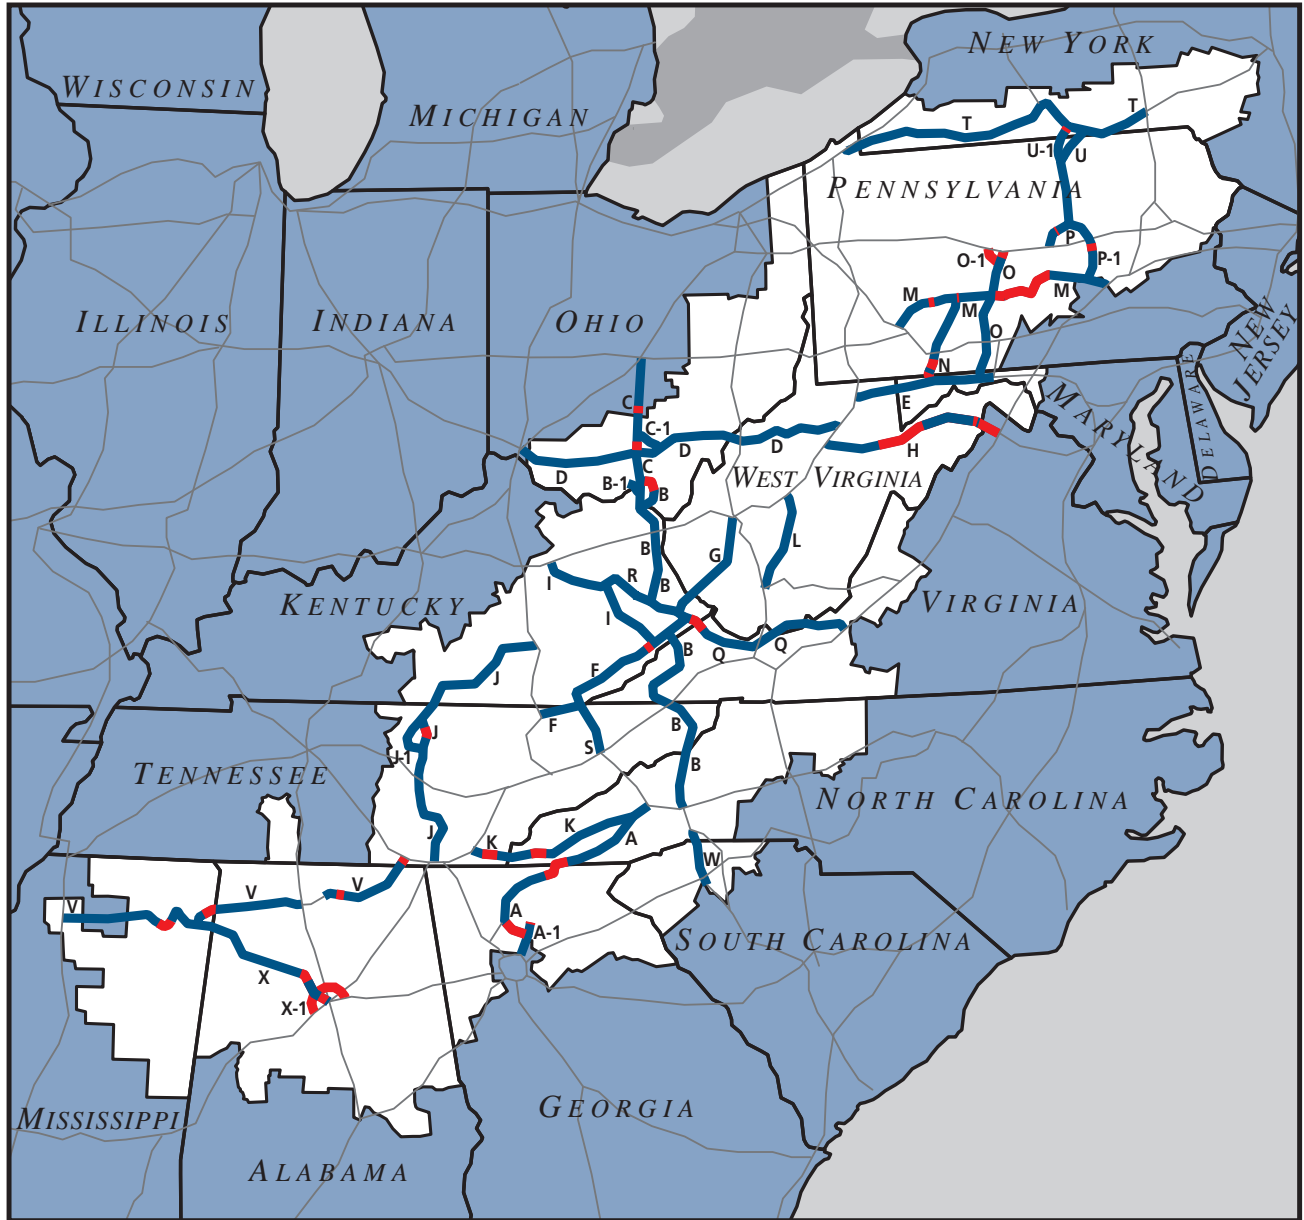 NEW YORK
WISCONSIN
MICHIGAN
T
T
U-1
U
PENNSYLVANIA
P
O-1
O
P-1
M
M
M
ILLINOIS
INDIANA
OHIO
O
NEW
JERSEY
N
DELAWARE
E
MARYLAND
C
C-1
D
D
H
C
D
B-1
B
WEST VIRGINIA
B
G
L
I
R
B
KENTUCKY
VIRGINIA
I
B
Q
Q
F
J
F
B
J
S
J-1
B
TENNESSEE
NORTH CAROLINA
J
K
K
A
W
V
V
V
A
A-1
SOUTH CAROLINA
X
X-1
GEORGIA
MISSISSIPPI
ALABAMA